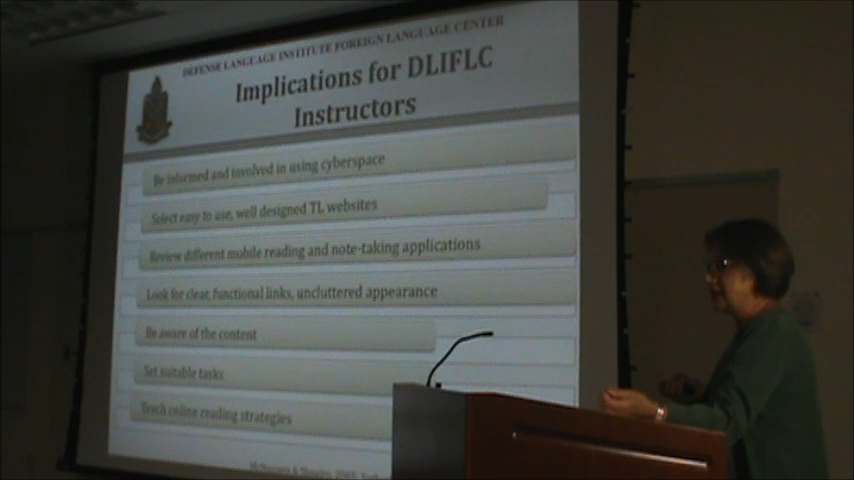 DEFENSE LANGUAGE INSTITUTE FOREIGN LANGUAGE CENTER
Implications for DLIFLC
Instructors
Be informed and involved in using cyberspace
Select easy to use, well designed TL websites
Review different mobile reading and note-taking applications
Look for clear, functional links, uncluttered appearance
Be aware of the content
Set suitable tasks
Teach online reading strategies